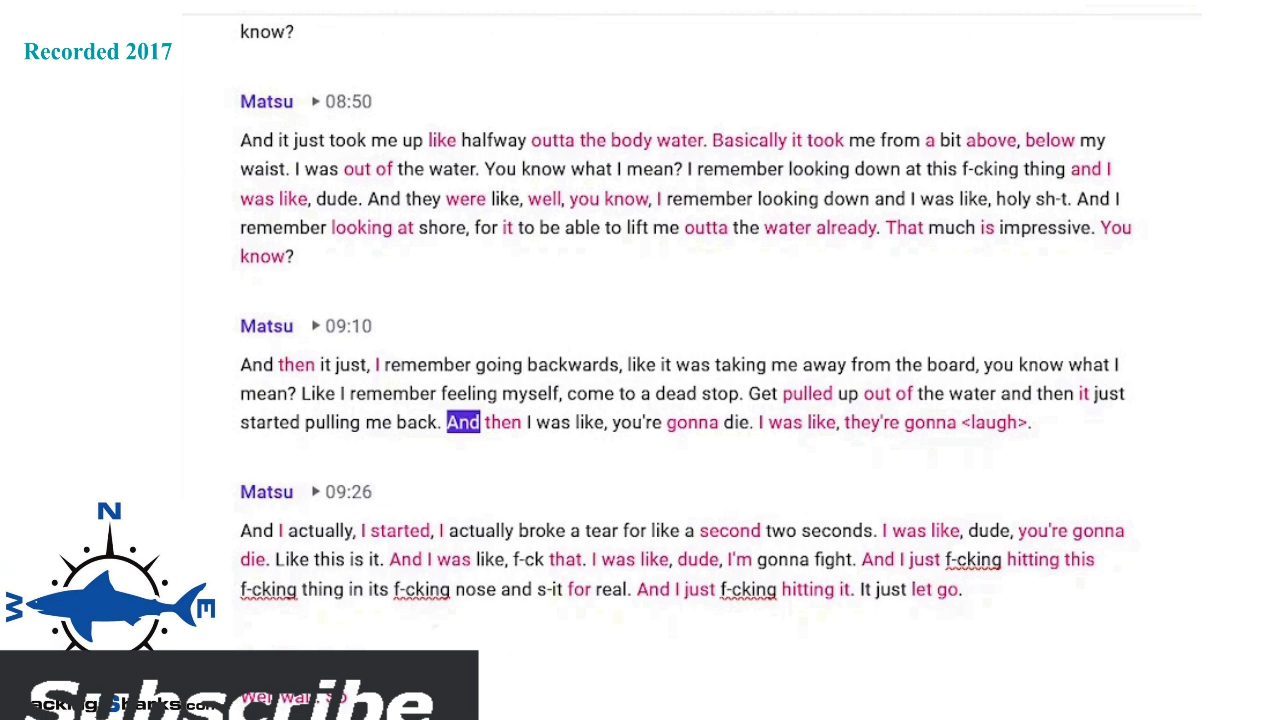 know?
Recorded 2017
Matsu 08:50
And it just took me up like halfway outta the body water. Basically it took me from a bit above, below my
waist. I was out of the water. You know what I mean? I remember looking down at this f-cking thing and I
was like, dude. And they were like, well, you know, I remember looking down and I was like, holy sh-t. And I
remember looking at shore, for it to be able to lift me outta the water already. That much is impressive. You
know?
Matsu 09:10
And then it just, I remember going backwards, like it was taking me away from the board, you know what I
mean? Like I remember feeling myself, come to a dead stop. Get pulled up out of the water and then it just
started pulling me back. And then I was like, you're gonna die. I was like, they're gonna <laugh>.
Matsu 09:26
And I actually, I started, I actually broke a tear for like a second two seconds. I was like, dude, you're gonna
die. Like this is it. And I was like, f-ck that. I was like, dude, I'm gonna fight. And I just f-cking hitting this
f-cking thing in its f-cking nose and s-it for real. And I just f-cking hitting it. It just let go.
N
W
E
Subscribe
Sharks.com